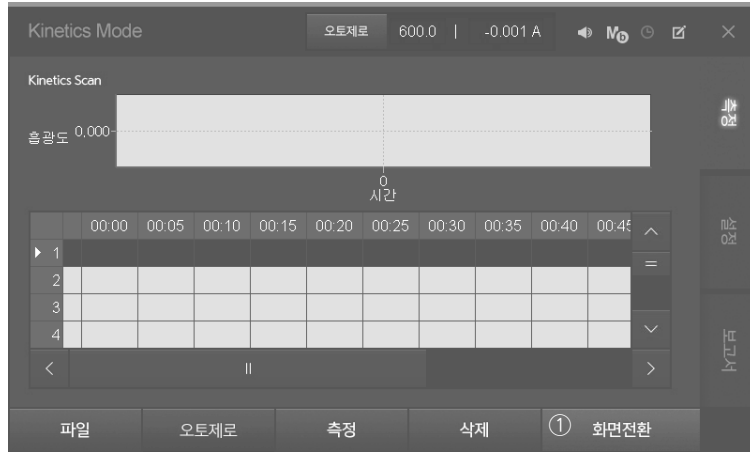 Kinetics Mode 오토제로 600.0 | -0.001 A M D
Kinetics Scan
흡광도 0,000
0
시간
00:00 00:05 00:10 00:15 00:20 00:25 00:30 00:35 00:40 00:45
1
2
3
4
파일 오토제로 측정 삭제 ① 화면전환
측정
설정
보고서